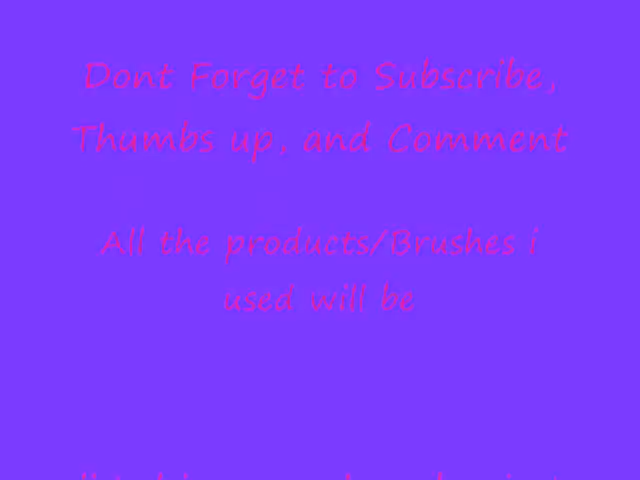 Dont Forget to Subscribe,
Thumbs up, and Comment
All the products/Brushes i
used will be